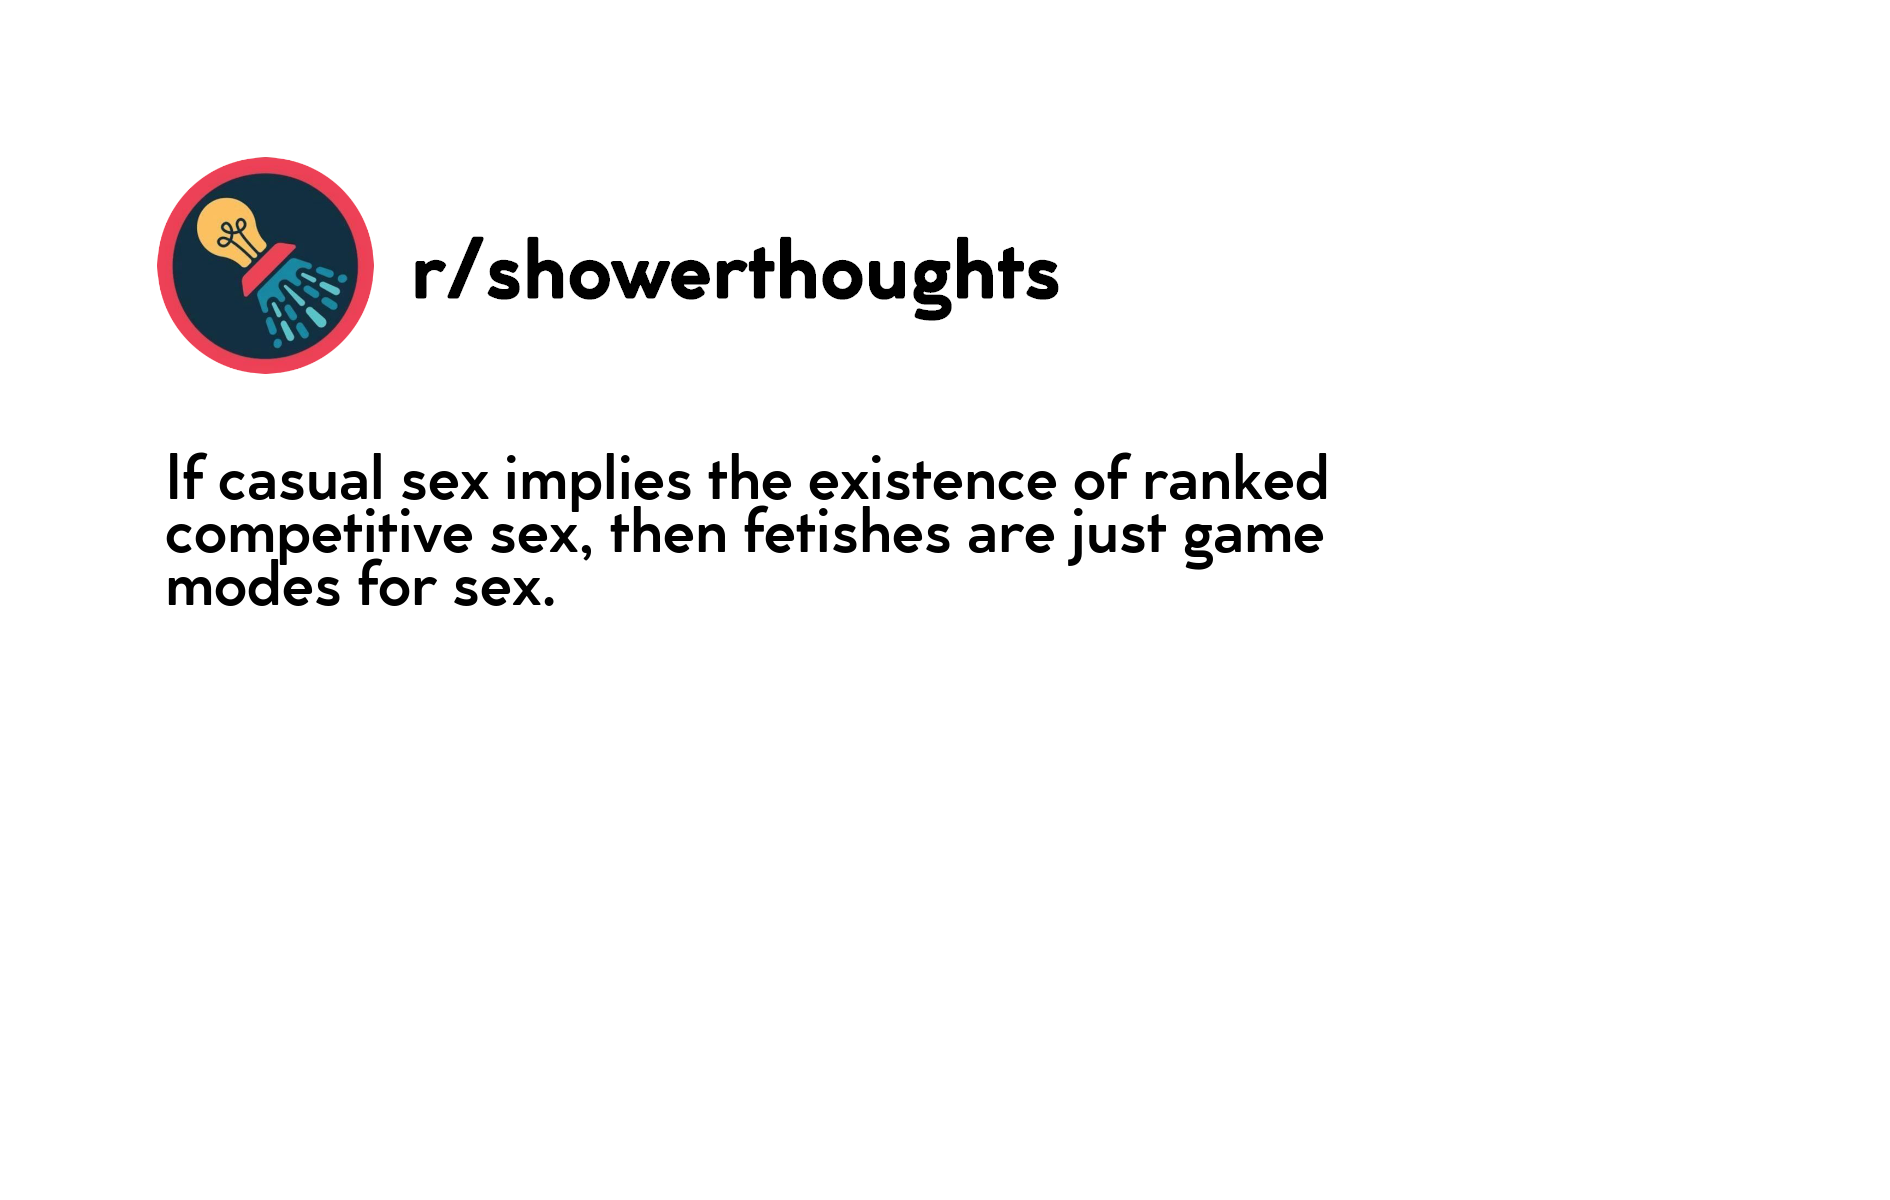 r/showerthoughts
If casual sex implies the existence of ranked
competitive sex, then fetishes are just game
modes for sex.